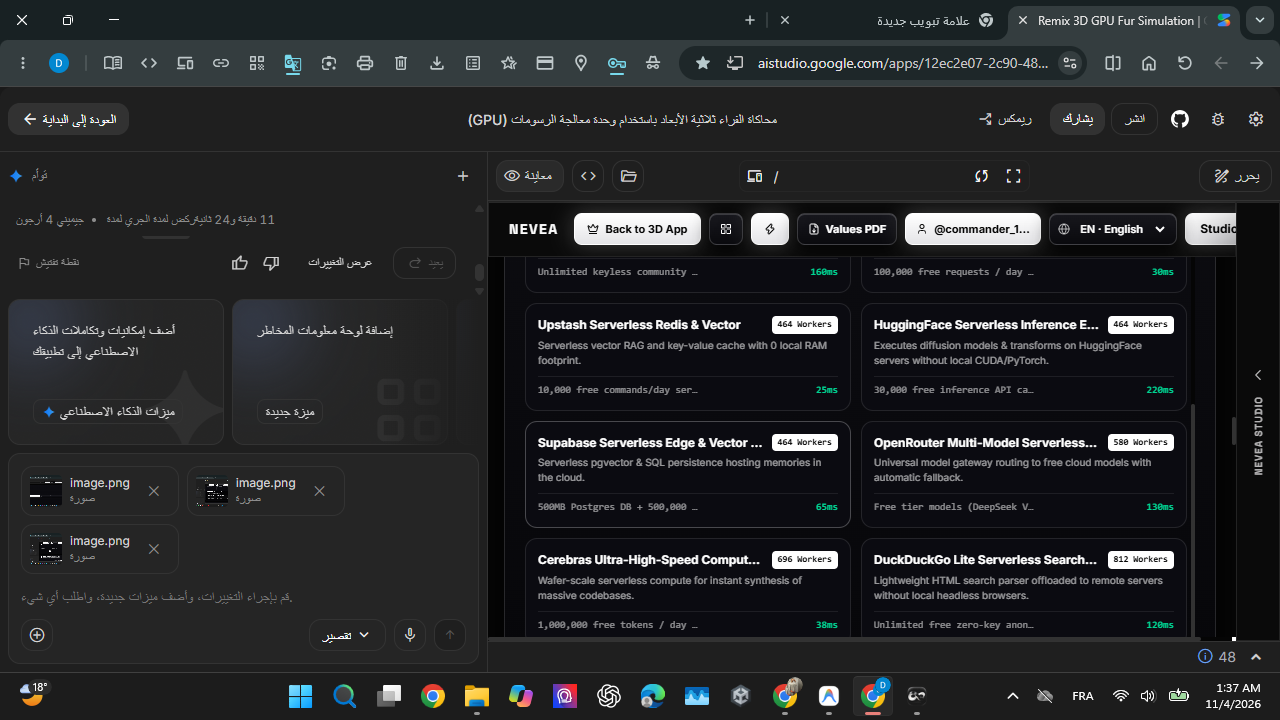 علامة تبويب جديدة
Remix 3D GPU Fur Simulation |
D
aistudio.google.com/apps/12ec2e07-2c90-48...
العودة إلى البداية
محاكاة الفراء ثلاثية الأبعاد باستخدام وحدة معالجة الرسومات (GPU)
ريمكس
يشارك
انشر
توأم
معاينة
/
يحرر
جيميني 4 أرجون • تركض لمدة الجري لمدة 11 دقيقة و24 ثانية
نقطة تفتيش
عرض التغييرات
يعيد
أضف إمكانيات وتكاملات الذكاء
الاصطناعي إلى تطبيقك
ميزات الذكاء الاصطناعي
إضافة لوحة معلومات المخاطر
ميزة جديدة
image.png
صورة
image.png
صورة
image.png
صورة
قم بإجراء التغييرات، وأضف ميزات جديدة، واطلب أي شيء.
تقصير
NEVEA
Back to 3D App
Values PDF
@commander_1...
EN · English
Studio
Unlimited keyless community …
160ms
100,000 free requests / day …
30ms
Upstash Serverless Redis & Vector
464 Workers
Serverless vector RAG and key-value cache with 0 local RAM
footprint.
10,000 free commands/day ser…
25ms
HuggingFace Serverless Inference E...
464 Workers
Executes diffusion models & transforms on HuggingFace
servers without local CUDA/PyTorch.
30,000 free inference API ca…
220ms
Supabase Serverless Edge & Vector ...
464 Workers
Serverless pgvector & SQL persistence hosting memories in
the cloud.
500MB Postgres DB + 500,000 …
65ms
OpenRouter Multi-Model Serverless...
580 Workers
Universal model gateway routing to free cloud models with
automatic fallback.
Free tier models (DeepSeek V…
130ms
Cerebras Ultra-High-Speed Comput...
696 Workers
Wafer-scale serverless compute for instant synthesis of
massive codebases.
1,000,000 free tokens / day …
38ms
DuckDuckGo Lite Serverless Search...
812 Workers
Lightweight HTML search parser offloaded to remote servers
without local headless browsers.
Unlimited free zero-key anon…
120ms
NEVEA STUDIO
48
18°
D
FRA
1:37 AM
11/4/2026